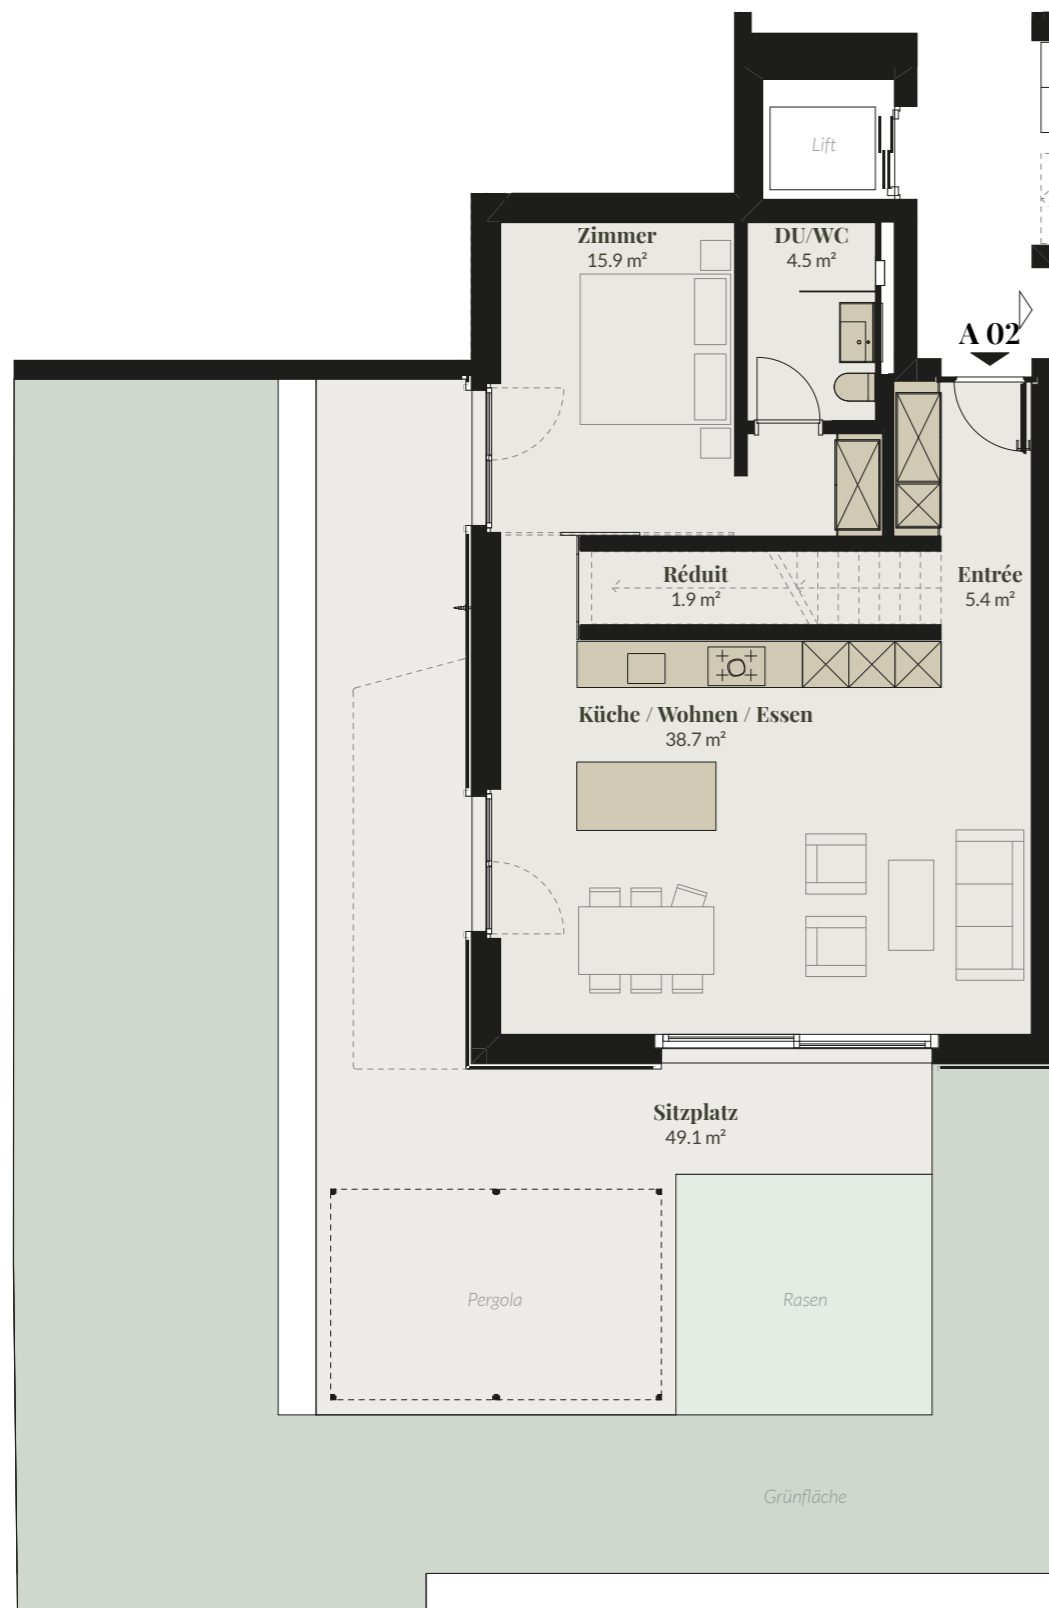 Lift
Zimmer
15.9 m²
DU/WC
4.5 m²
A 02
Réduit
1.9 m²
Entrée
5.4 m²
Küche / Wohnen / Essen
38.7 m²
Sitzplatz
49.1 m²
Pergola
Rasen
Grünfläche